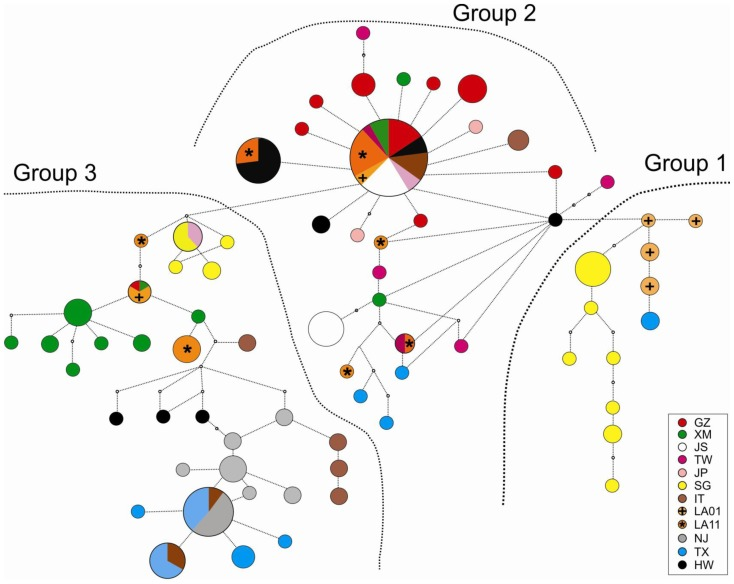 Group 2
Group 1
Group 3
GZ
XM
JS
TW
JP
SG
IT
LA01
LA11
NJ
TX
HW